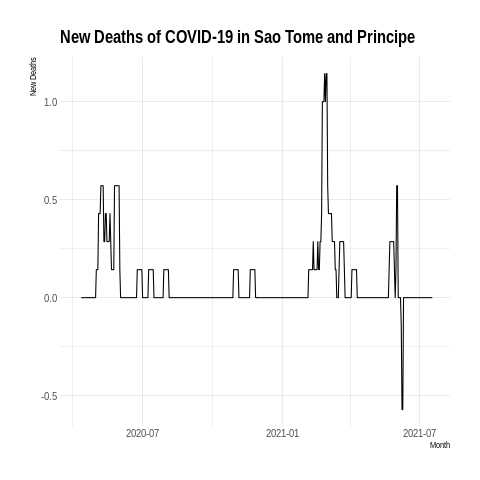 New Deaths of COVID-19 in Sao Tome and Principe
New Deaths
1.0
0.5
0.0
-0.5
2020-07
2021-01
2021-07
Month